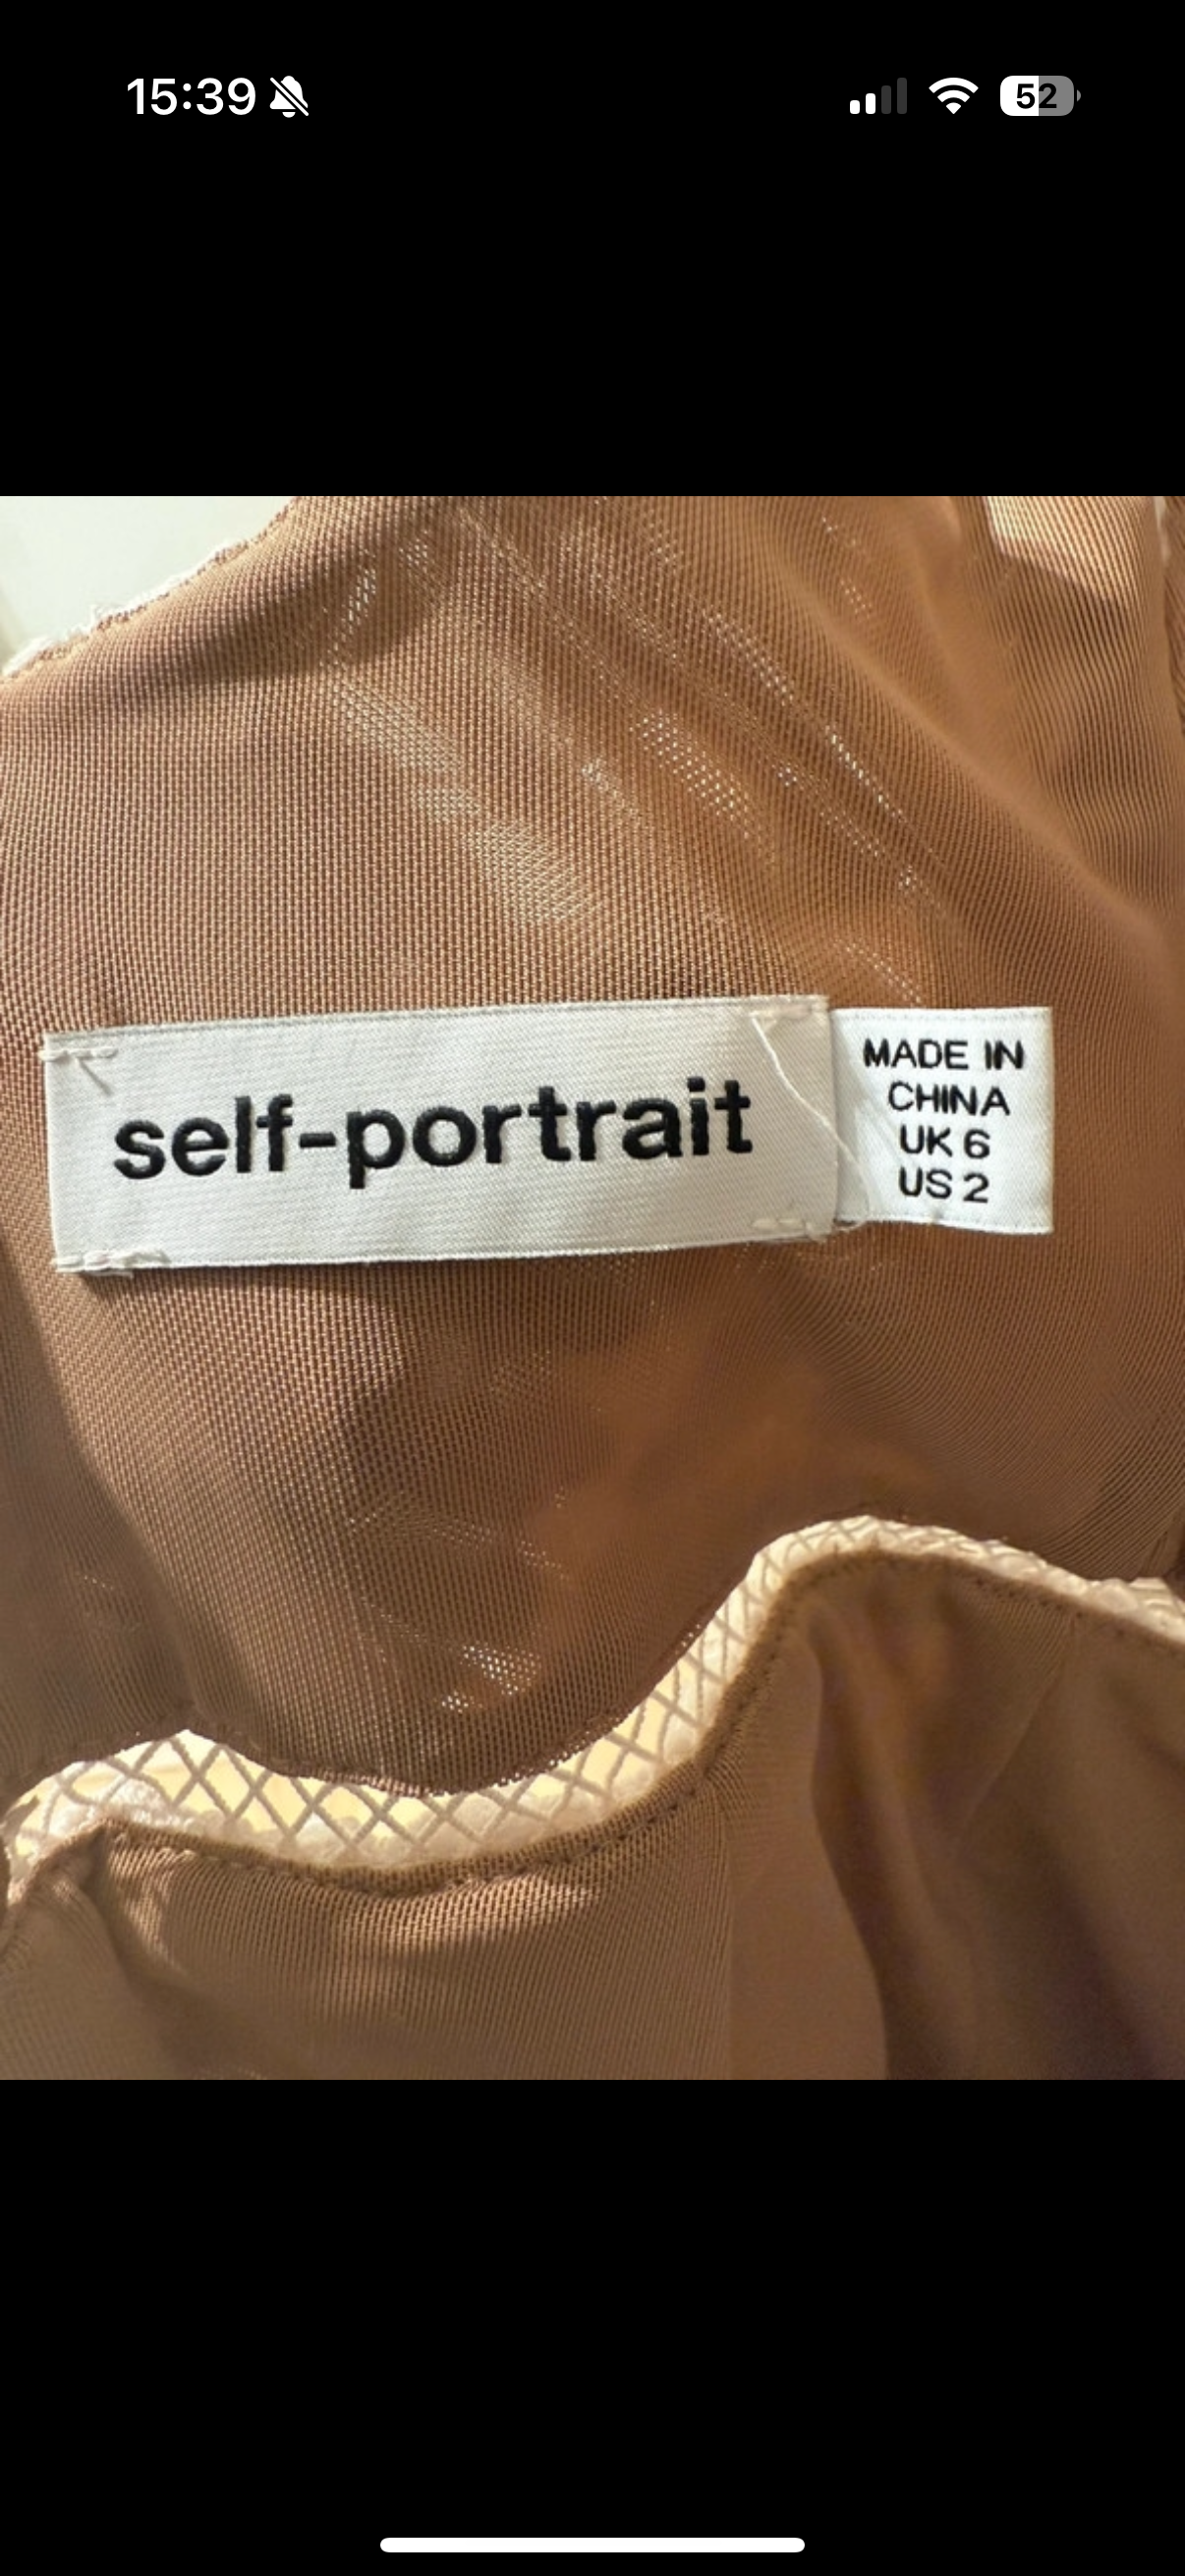 15:39
52
self-portrait
MADE IN
CHINA
UK 6
US 2